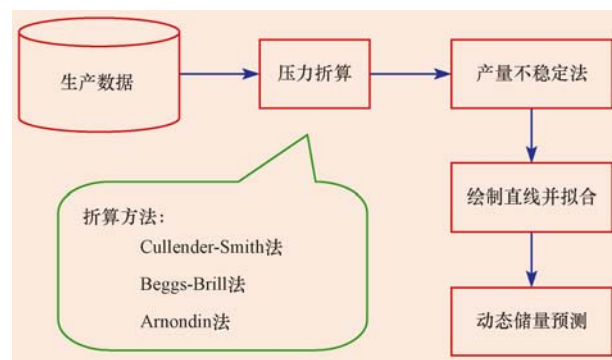 生产数据
压力折算
产量不稳定法
绘制直线并拟合
折算方法：
Cullender-Smith法
Beggs-Brill法
Arnondin法
动态储量预测